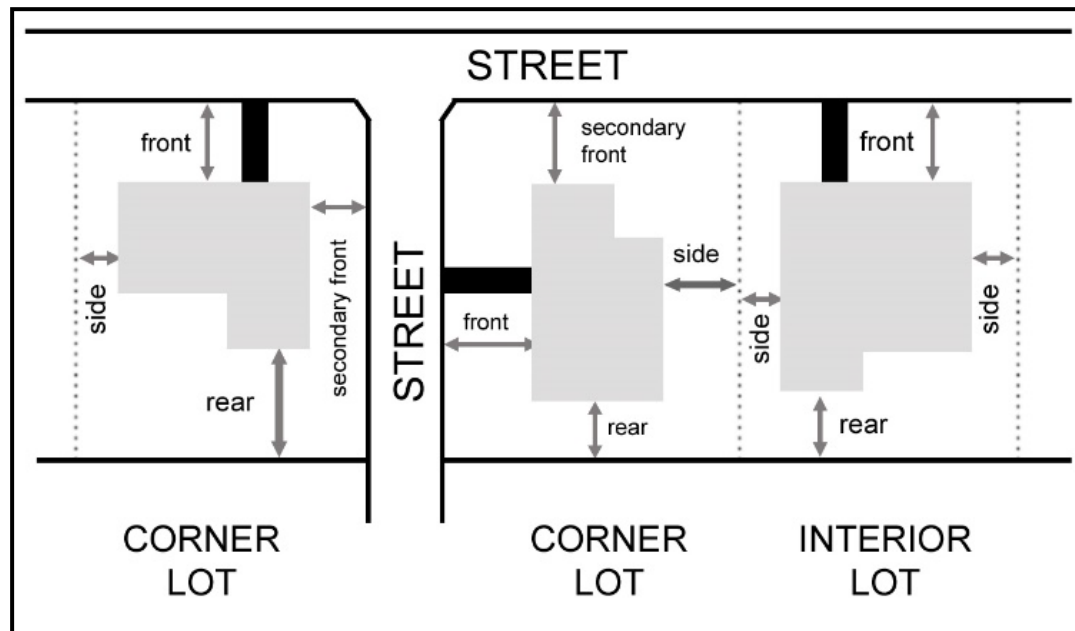 STREET
front
side
secondary front
rear
STREET
secondary
front
front
side
rear
front
side
side
rear
CORNER
LOT
CORNER
LOT
INTERIOR
LOT